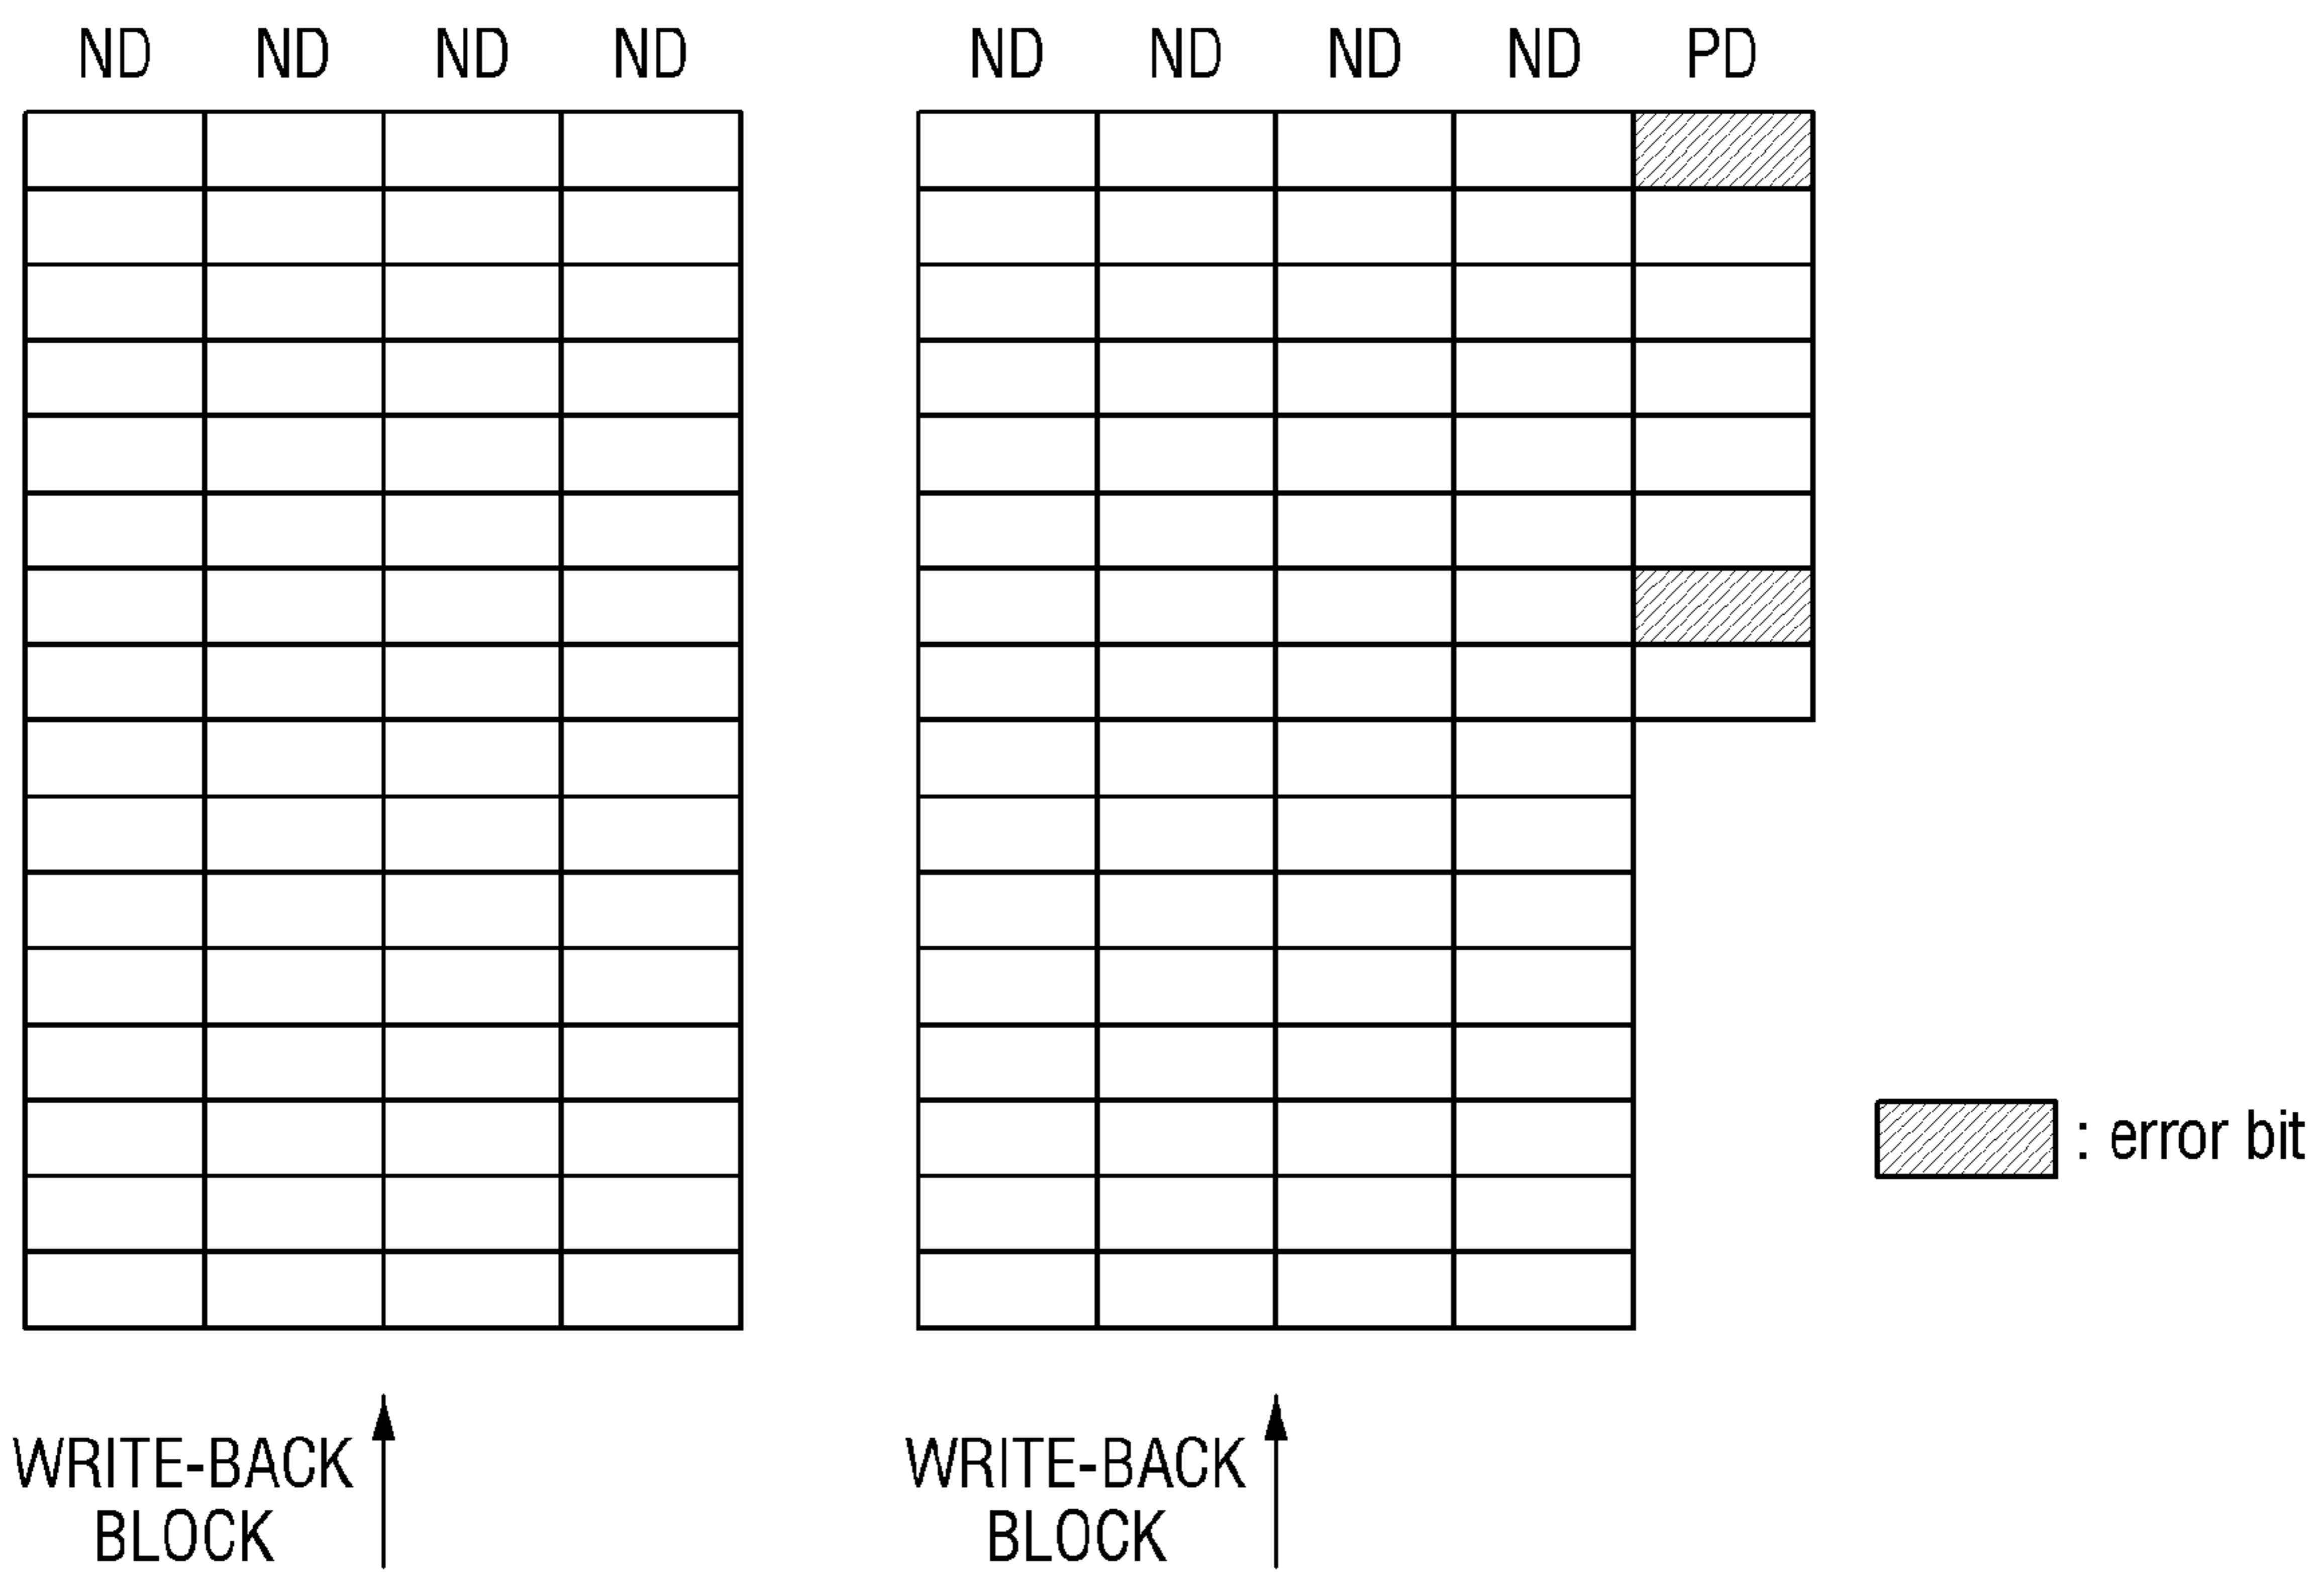 ND ND ND ND ND ND ND ND PD
: error bit
WRITE-BACK WRITE-BACK
BLOCK BLOCK